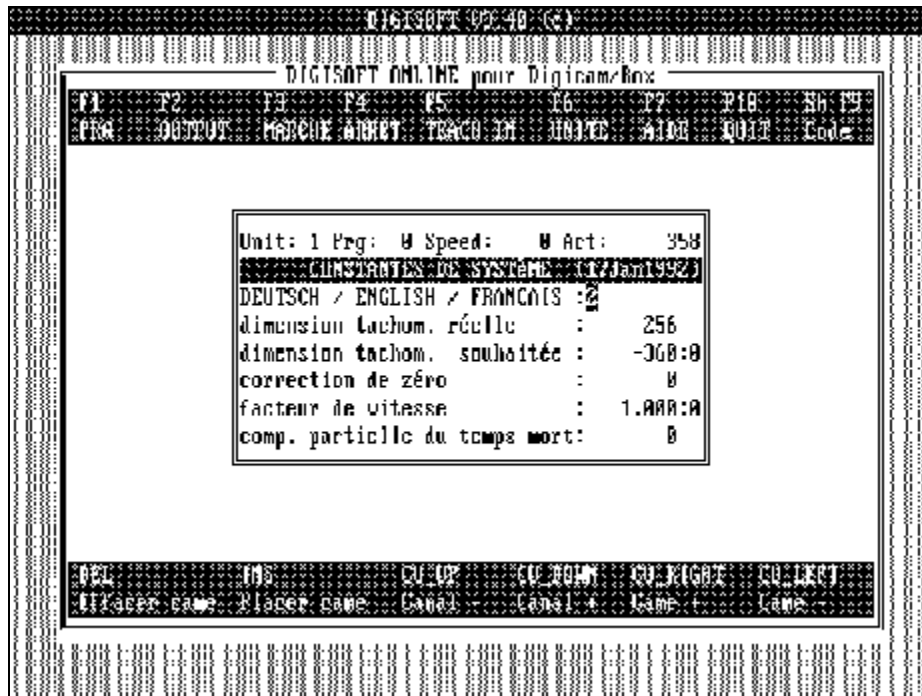 DIGISOFT V3.40 (c)
DIGISOFT ONLINE pour Digicam/Box
F1 F2 F3 F4 F5 F6 F7 F10 Sh F9
PRG OUTPUT MARCHE ARRET TEACH IN UNITE AIDE QUIT Code
Unit: 1 Prg: 0 Speed: 0 Act: 358
CONSTANTES DE SYSTèME (17Jan1992)
DEUTSCH / ENGLISH / FRANCAIS :2
dimension tachom. réelle : 256
dimension tachom. souhaitée : -360:0
correction de zéro : 0
facteur de vitesse : 1.000:0
comp. partielle du temps mort: 0
DEL INS CU_UP CU_DOWN CU_RIGHT CU_LEFT
Effacer came Placer came Canal - Canal + Came + Came -